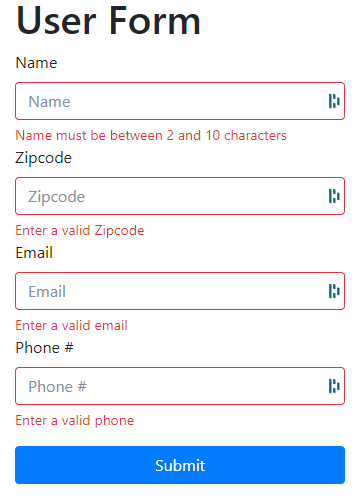 User Form
Name
Name
Name must be between 2 and 10 characters
Zipcode
Zipcode
Enter a valid Zipcode
Email
Email
Enter a valid email
Phone #
Phone #
Enter a valid phone
Submit